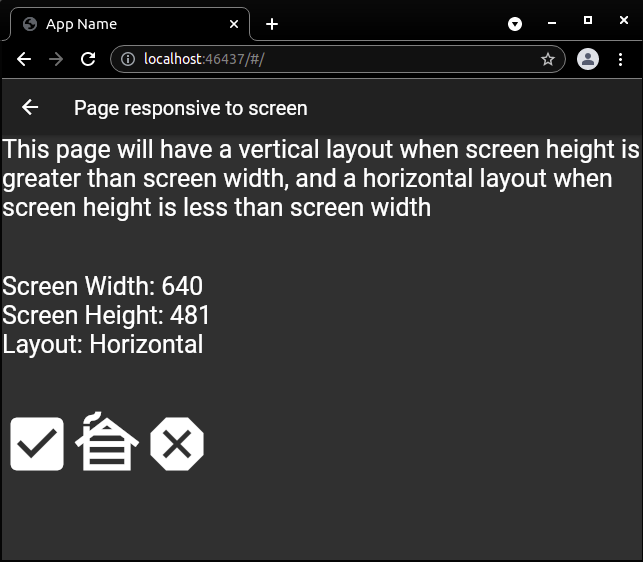 App Name
localhost:46437/#/
Page responsive to screen
This page will have a vertical layout when screen height is
greater than screen width, and a horizontal layout when
screen height is less than screen width
Screen Width: 640
Screen Height: 481
Layout: Horizontal